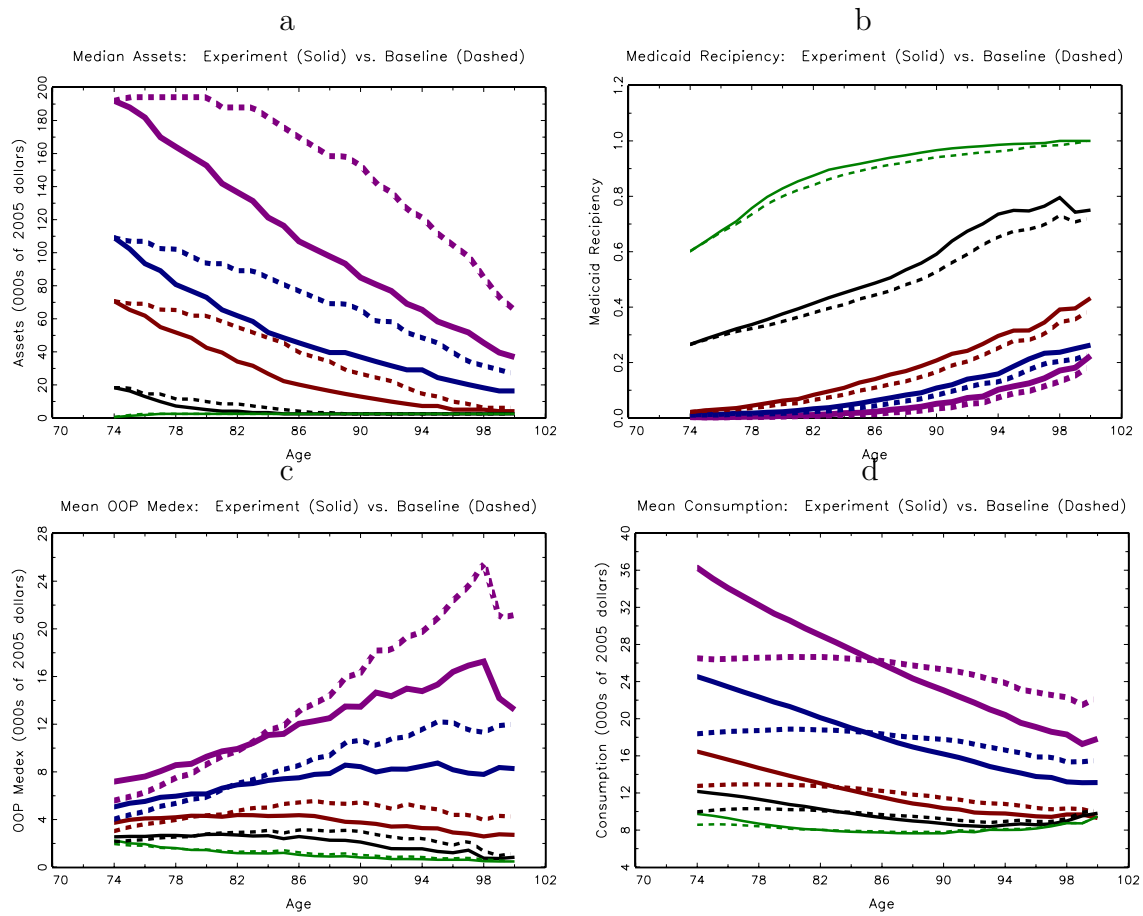 a
Median Assets: Experiment (Solid) vs. Baseline (Dashed)
Assets (000s of 2005 dollars)
0 20 40 60 80 100 120 140 160 180 200
70 74 78 82 86 90 94 98 102
Age
b
Medicaid Recipiency: Experiment (Solid) vs. Baseline (Dashed)
Medicaid Recipiency
0.0 0.2 0.4 0.6 0.8 1.0 1.2
70 74 78 82 86 90 94 98 102
Age
c
Mean OOP Medex: Experiment (Solid) vs. Baseline (Dashed)
OOP Medex (000s of 2005 dollars)
0 4 8 12 16 20 24 28
70 74 78 82 86 90 94 98 102
Age
d
Mean Consumption: Experiment (Solid) vs. Baseline (Dashed)
Consumption (000s of 2005 dollars)
4 8 12 16 20 24 28 32 36 40
70 74 78 82 86 90 94 98 102
Age